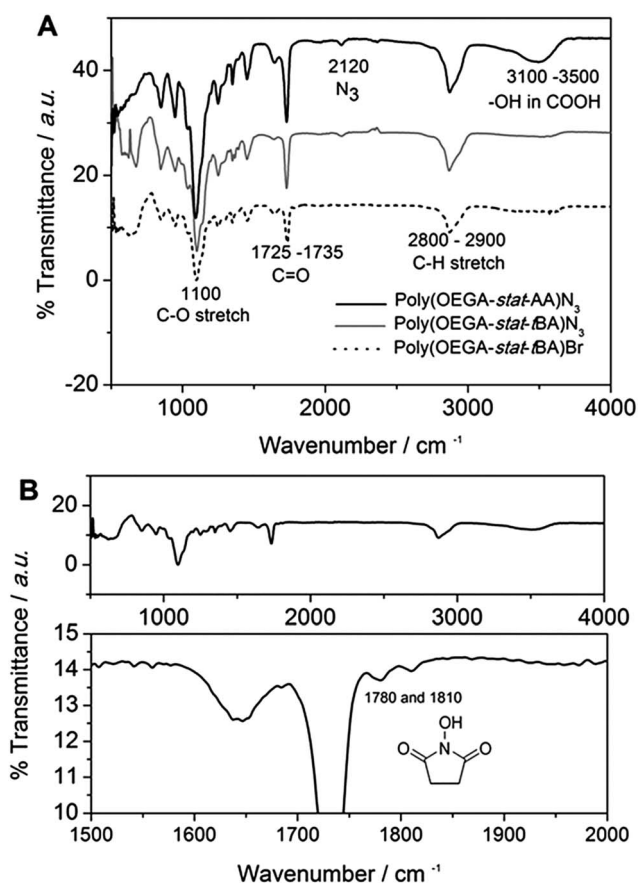 A
% Transmittance / a.u.
40
20
0
-20
2120
N3
3100 -3500
-OH in COOH
1725 -1735
C=O
2800 - 2900
C-H stretch
1100
C-O stretch
Poly(OEGA-stat-AA)N3
Poly(OEGA-stat-tBA)N3
Poly(OEGA-stat-tBA)Br
1000 2000 3000 4000
Wavenumber / cm -1
B
20
0
1000 2000 3000 4000
% Transmittance / a.u.
15
14
13
12
11
10
1780 and 1810
OH
N
O O
1500 1600 1700 1800 1900 2000
Wavenumber / cm -1